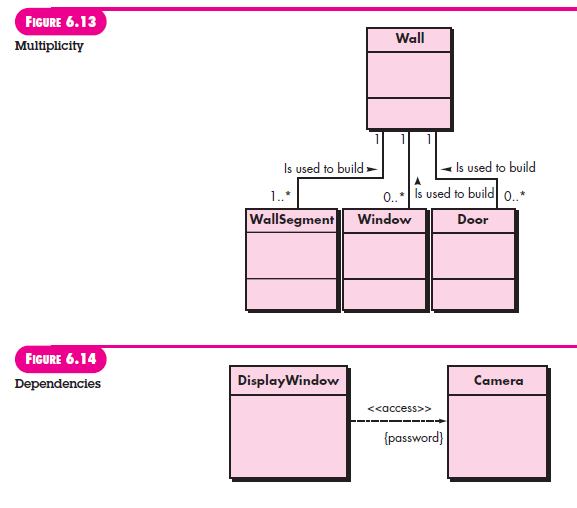 FIGURE 6.13
Multiplicity
Wall
1 1 1
Is used to build
Is used to build
Is used to build
1..*
0..*
0..*
WallSegment
Window
Door
FIGURE 6.14
Dependencies
DisplayWindow
Camera
<<access>>
{password}